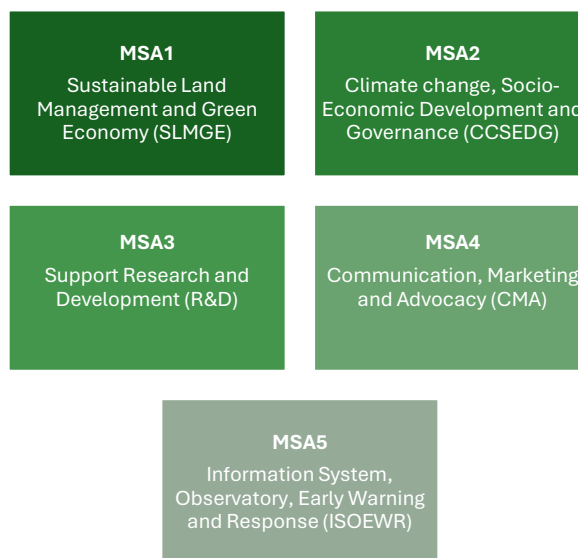 MSA1
Sustainable Land
Management and Green
Economy (SLMGE)
MSA2
Climate change, Socio-
Economic Development and
Governance (CCSEDG)
MSA3
Support Research and
Development (R&D)
MSA4
Communication, Marketing
and Advocacy (CMA)
MSA5
Information System,
Observatory, Early Warning
and Response (ISOEWR)